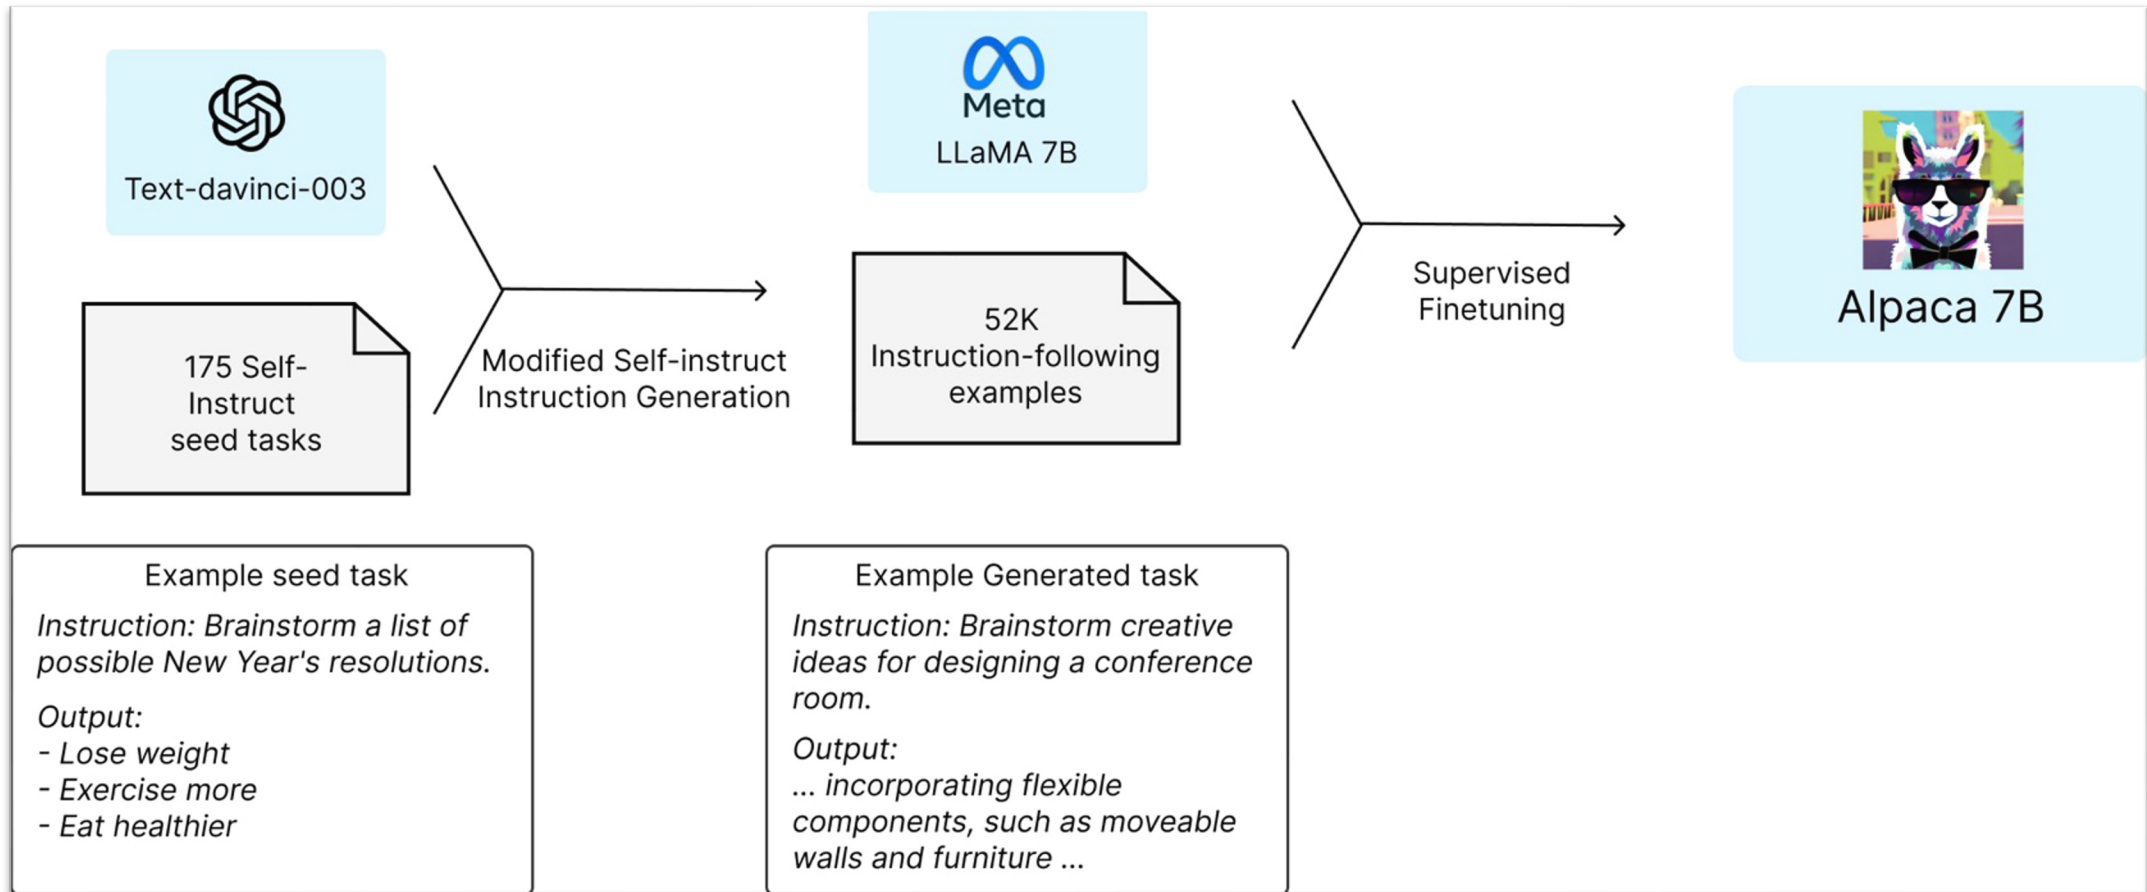 Text-davinci-003
175 Self-
Instruct
seed tasks
Modified Self-instruct
Instruction Generation
Meta
LLaMA 7B
52K
Instruction-following
examples
Supervised
Finetuning
Alpaca 7B
Example seed task
Instruction: Brainstorm a list of
possible New Year's resolutions.
Output:
- Lose weight
- Exercise more
- Eat healthier
Example Generated task
Instruction: Brainstorm creative
ideas for designing a conference
room.
Output:
... incorporating flexible
components, such as moveable
walls and furniture ...